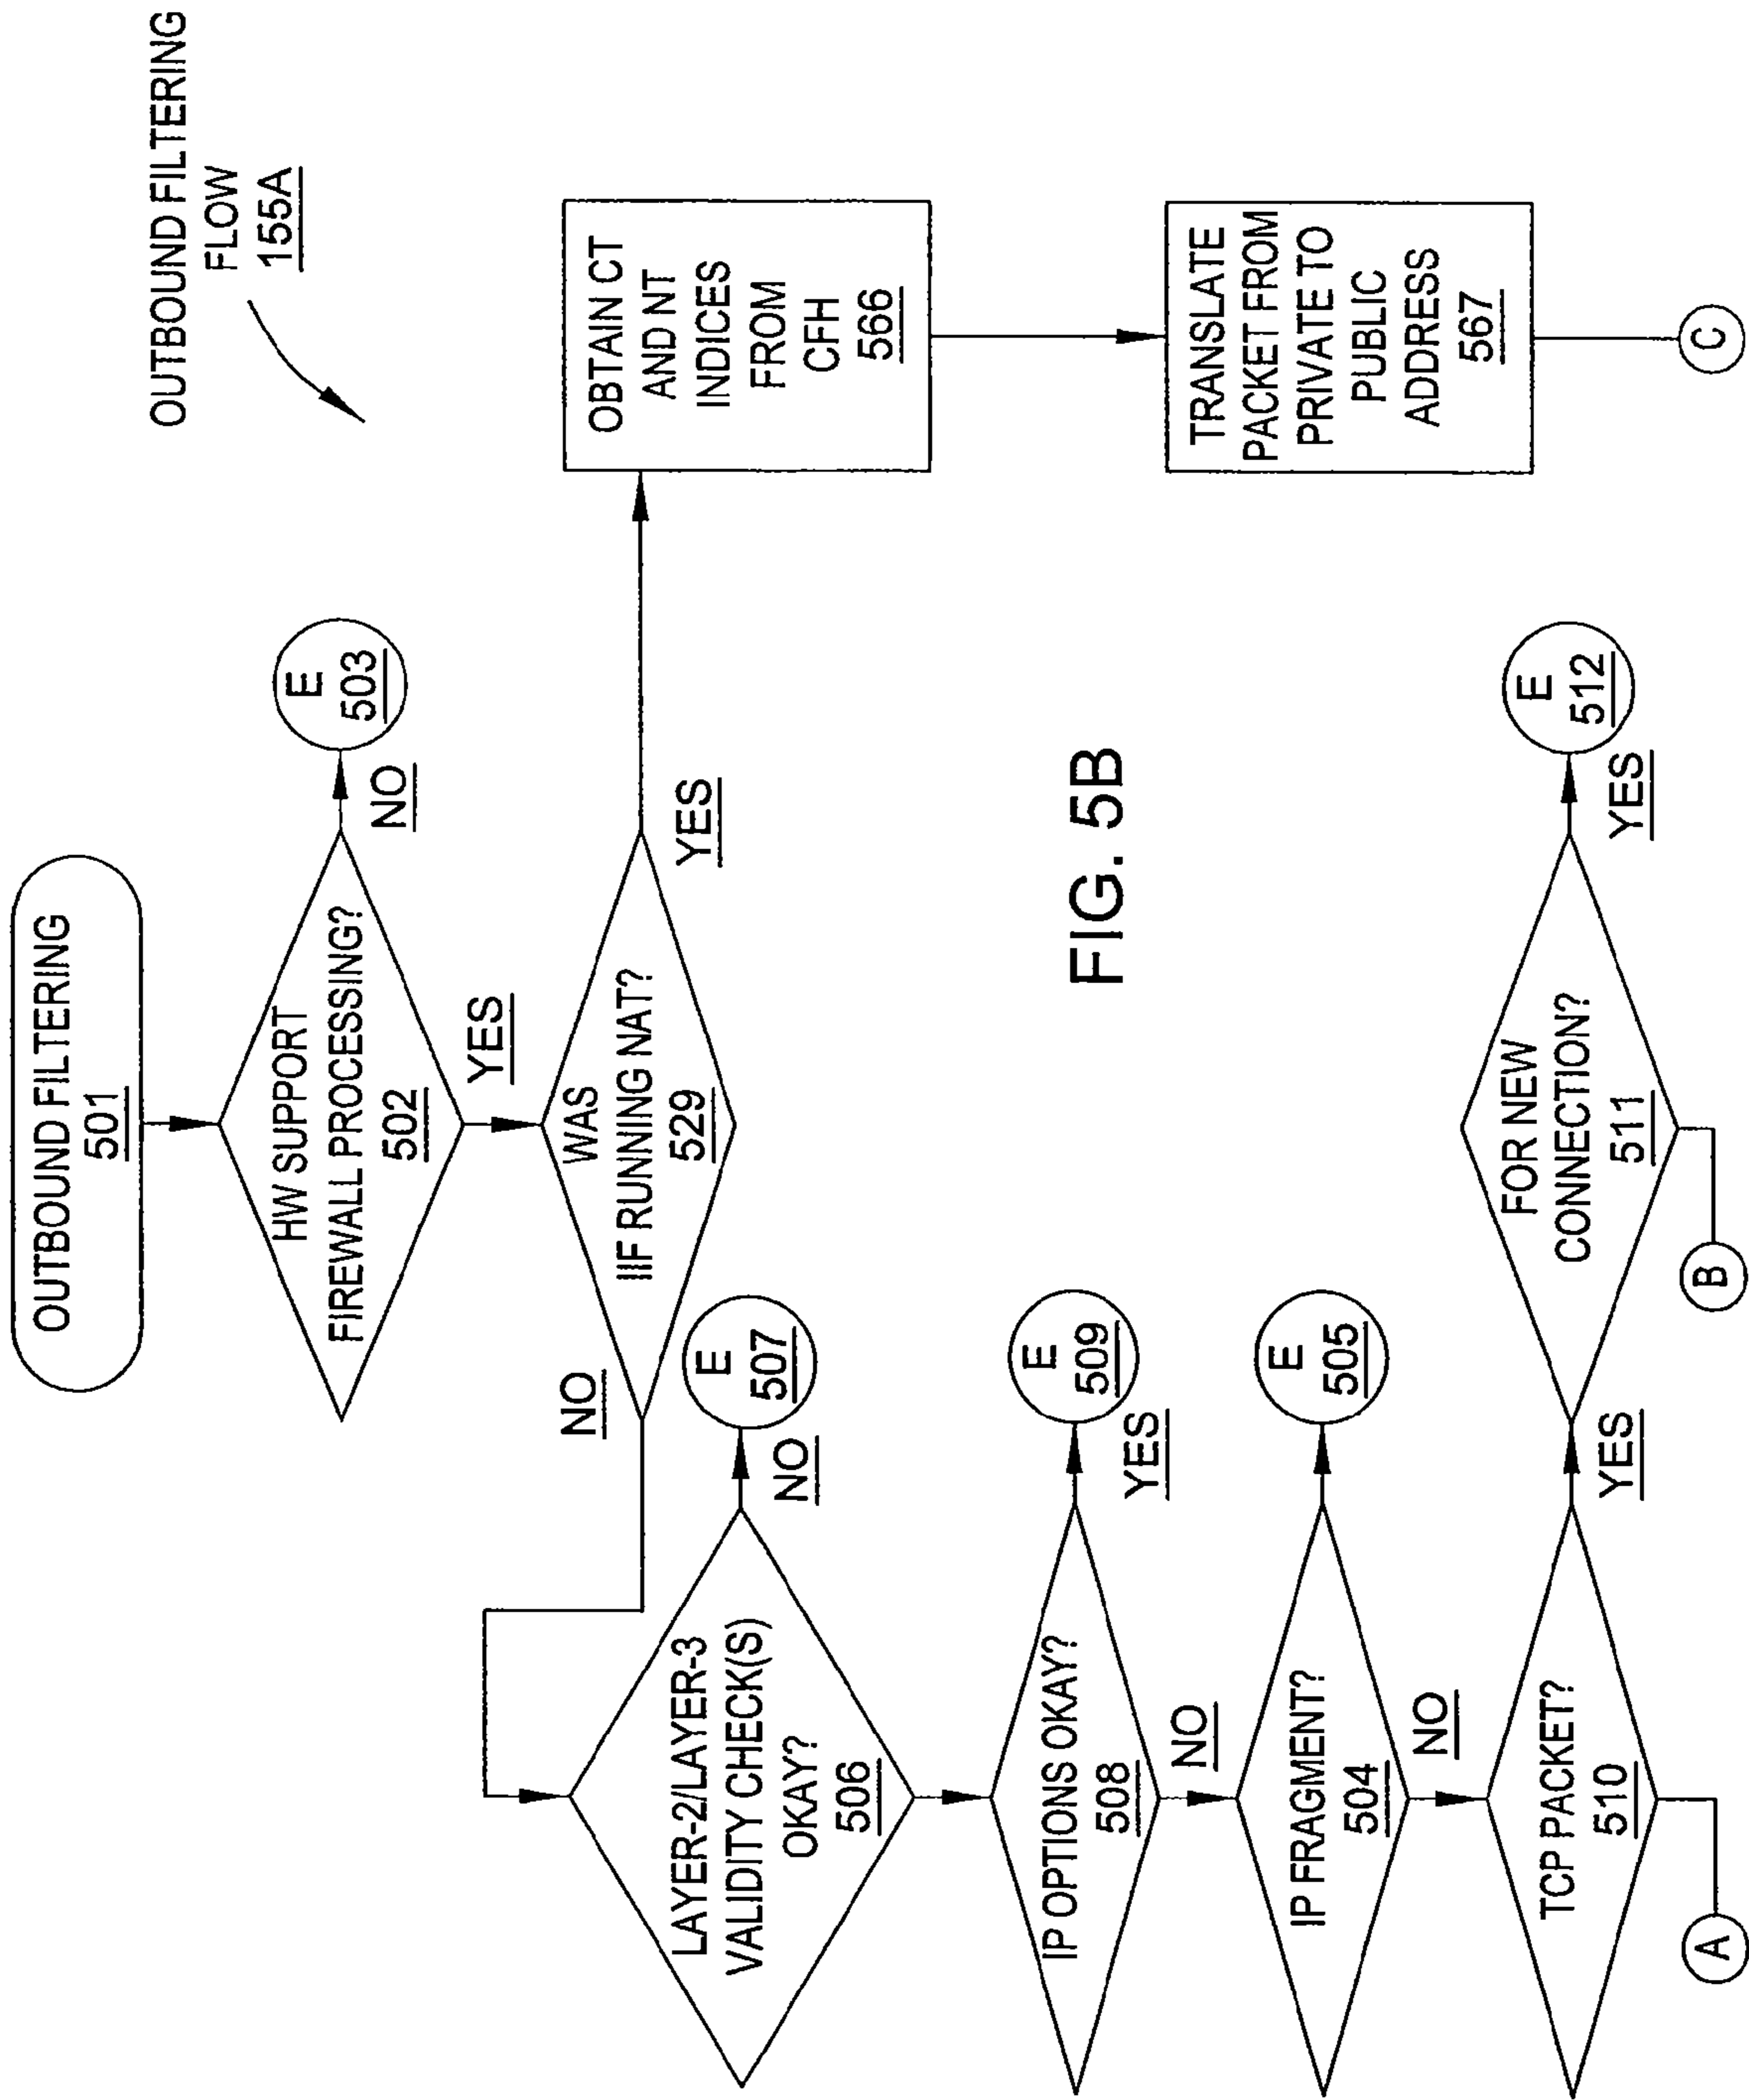 OUTBOUND FILTERING
FLOW
155A
OUTBOUND FILTERING
501
HW SUPPORT
FIREWALL PROCESSING?
502
NO
E
503
YES
WAS
IIF RUNNING NAT?
529
YES
OBTAIN CT
AND NT
INDICES
FROM
CFH
566
TRANSLATE
PACKET FROM
PRIVATE TO
PUBLIC
ADDRESS
567
C
NO
LAYER-2/LAYER-3
VALIDITY CHECK(S)
OKAY?
506
NO
E
507
IP OPTIONS OKAY?
508
YES
E
509
NO
IP FRAGMENT?
504
E
505
NO
TCP PACKET?
510
A
YES
FOR NEW
CONNECTION?
511
B
YES
E
512
FIG. 5B